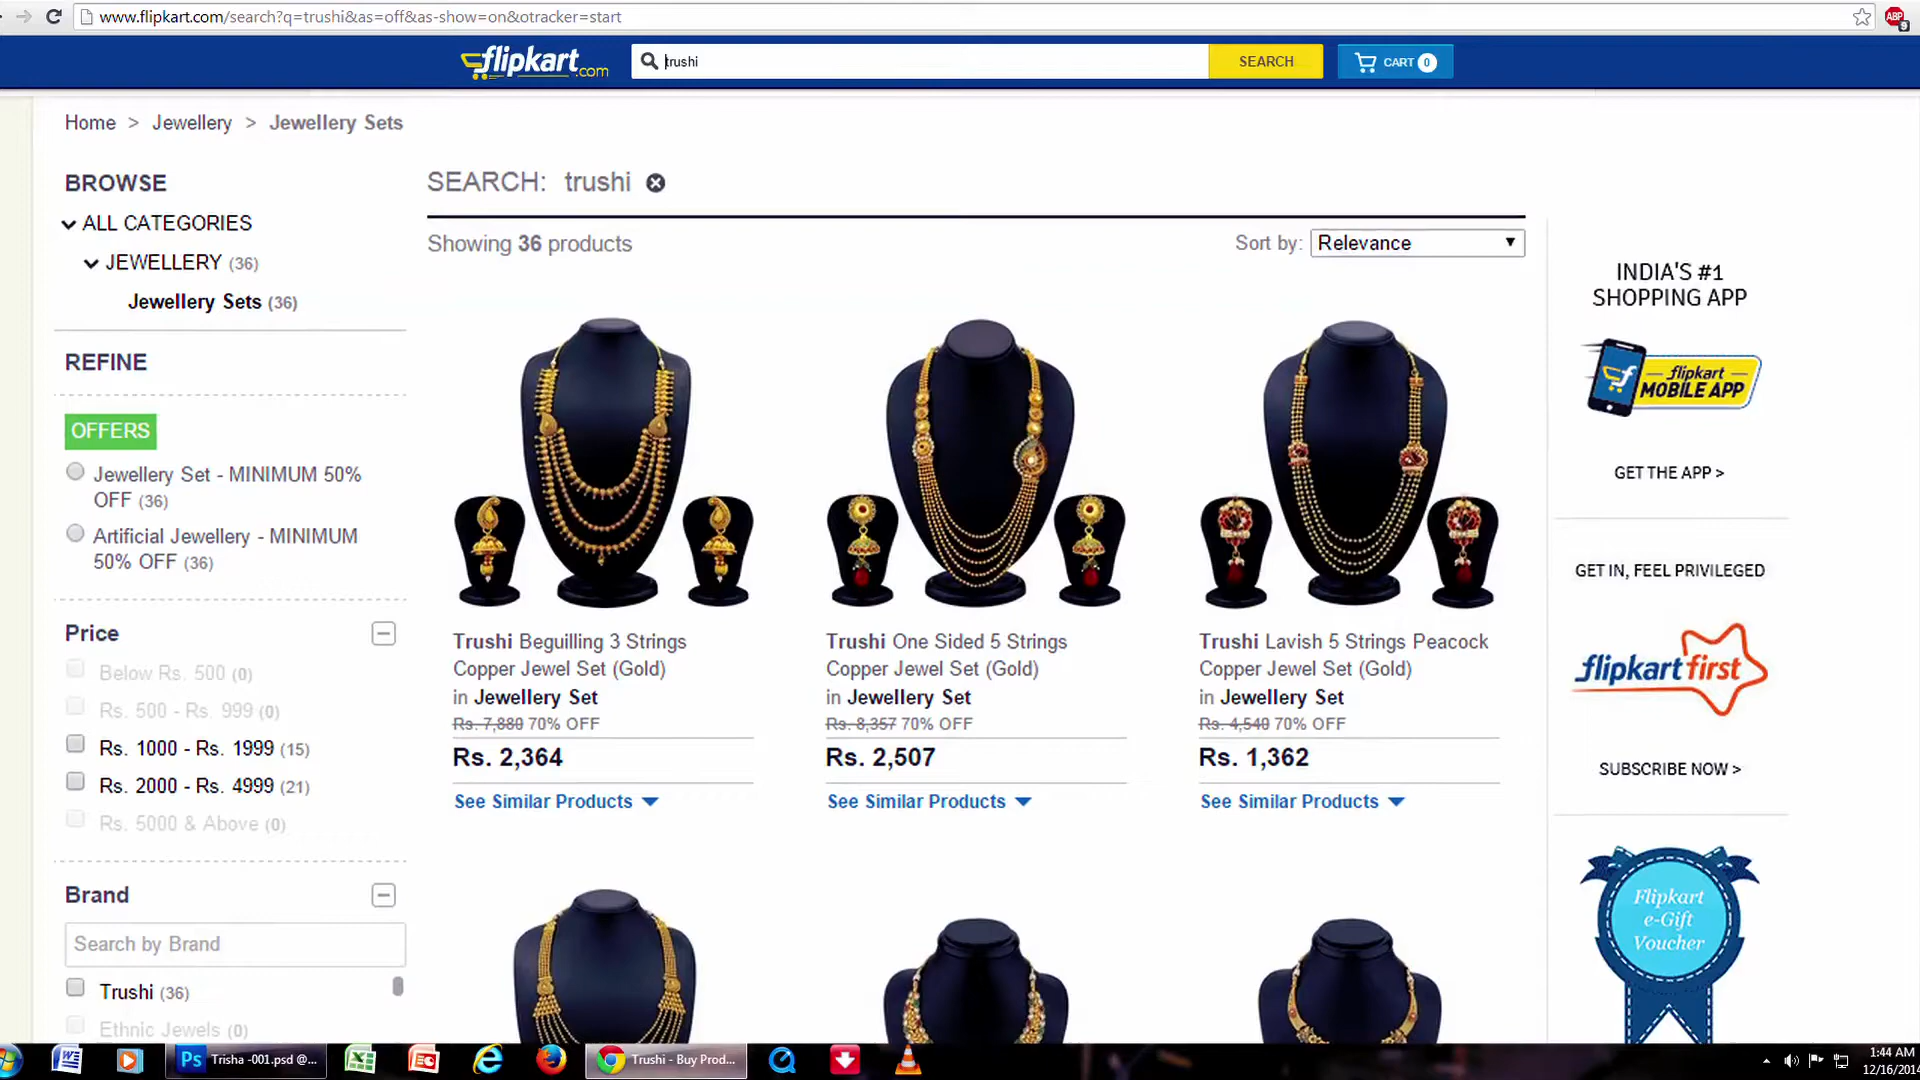 www.flipkart.com/search?q=trushi&as=off&as-show=on&otracker=start
ABP
9
flipkart.com
trushi
SEARCH
CART 0
Home > Jewellery > Jewellery Sets
BROWSE
ALL CATEGORIES
JEWELLERY (36)
Jewellery Sets (36)
REFINE
OFFERS
Jewellery Set - MINIMUM 50%
OFF (36)
Artificial Jewellery - MINIMUM
50% OFF (36)
Price
Below Rs. 500 (0)
Rs. 500 - Rs. 999 (0)
Rs. 1000 - Rs. 1999 (15)
Rs. 2000 - Rs. 4999 (21)
Rs. 5000 & Above (0)
Brand
Search by Brand
Trushi (36)
Ethnic Jewels (0)
SEARCH: trushi
Showing 36 products
Sort by: Relevance
Trushi Beguilling 3 Strings
Copper Jewel Set (Gold)
in Jewellery Set
Rs. 7,880 70% OFF
Rs. 2,364
See Similar Products
Trushi One Sided 5 Strings
Copper Jewel Set (Gold)
in Jewellery Set
Rs. 8,357 70% OFF
Rs. 2,507
See Similar Products
Trushi Lavish 5 Strings Peacock
Copper Jewel Set (Gold)
in Jewellery Set
Rs. 4,540 70% OFF
Rs. 1,362
See Similar Products
INDIA'S #1
SHOPPING APP
flipkart
MOBILE APP
GET THE APP >
GET IN, FEEL PRIVILEGED
flipkart first
SUBSCRIBE NOW >
Flipkart
e-Gift
Voucher
Ps Trisha -001.psd @...
Trushi - Buy Prod...
1:44 AM
12/16/2014